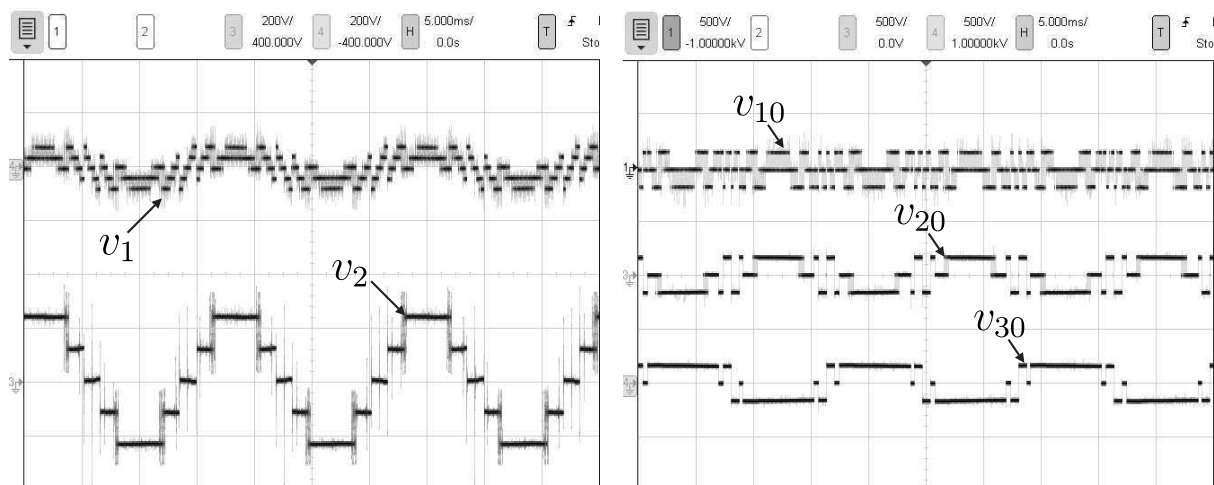 1 2 3 200V/ 4 200V/ H 5.000ms/ T
400.000V -400.000V 0.0s Sto
v1
v2
1 500V/ 2 3 500V/ 4 500V/ H 5.000ms/ T
-1.00000kV 0.0V 1.00000kV 0.0s Sto
v10
v20
v30